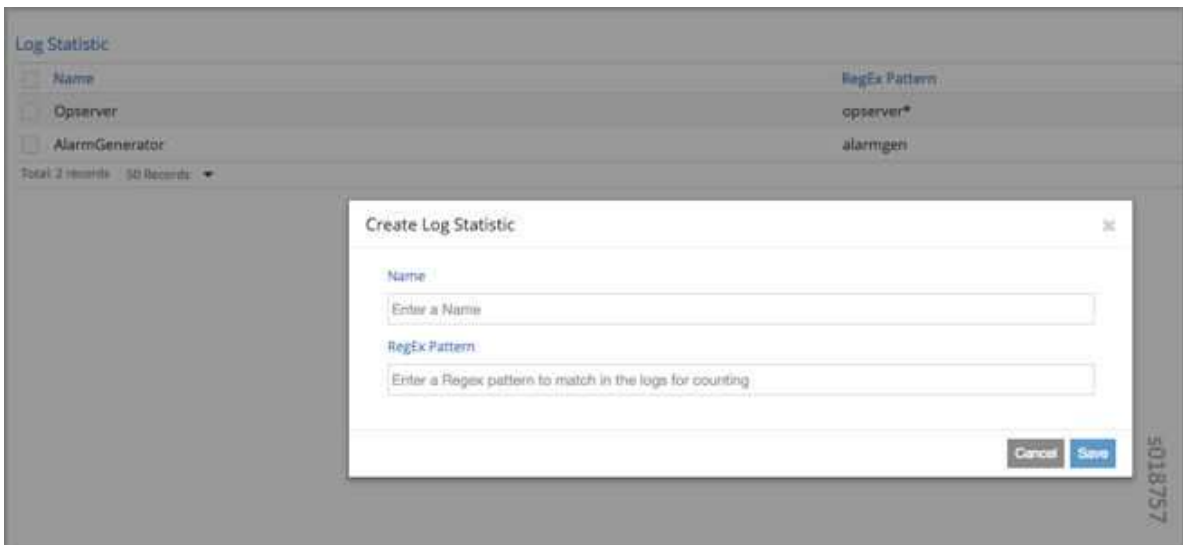 Log Statistic
Name RegEx Pattern
Opserver opserver*
AlarmGenerator alarmgen
Total: 2 records 50 Records
Create Log Statistic
Name
Enter a Name
RegEx Pattern
Enter a Regex pattern to match in the logs for counting
Cancel Save
s018757